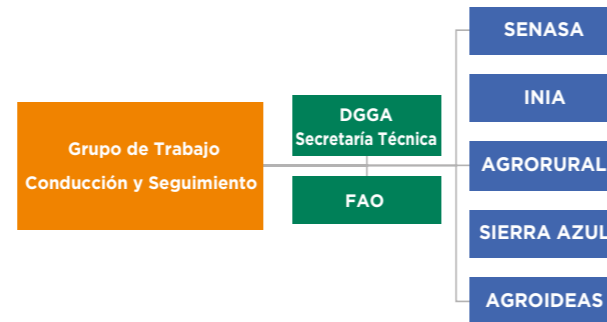 Grupo de Trabajo
Conducción y Seguimiento
DGGA
Secretaría Técnica
FAO
SENASA
INIA
AGRORURAL
SIERRA AZUL
AGROIDEAS